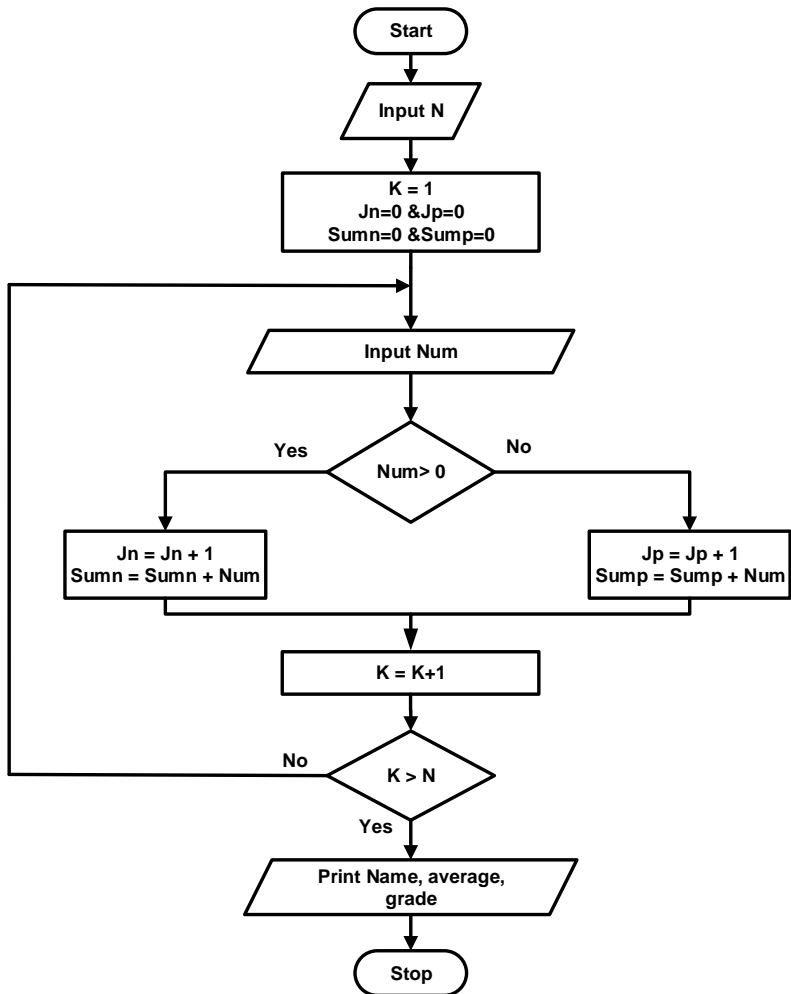 Start
Input N
K = 1
Jn=0 &Jp=0
Sumn=0 &Sump=0
Input Num
Yes
No
Num> 0
Jn = Jn + 1
Sumn = Sumn + Num
Jp = Jp + 1
Sump = Sump + Num
K = K+1
No
K > N
Yes
Print Name, average,
grade
Stop